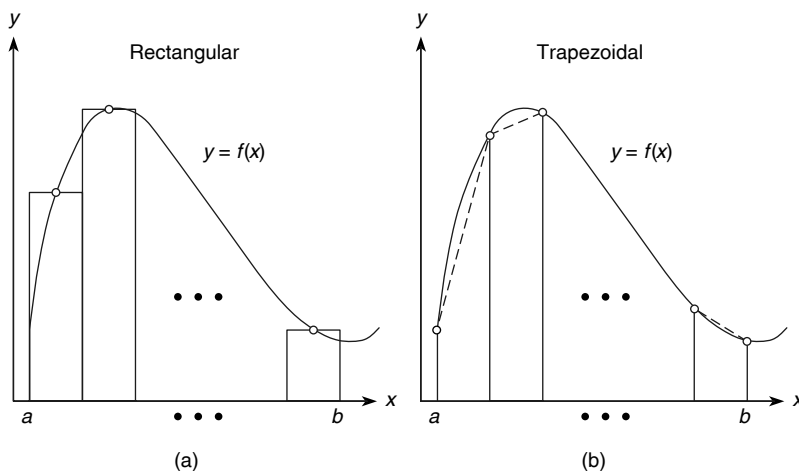 y
Rectangular
y = f(x)
x
a
b
(a)
y
Trapezoidal
y = f(x)
x
a
b
(b)